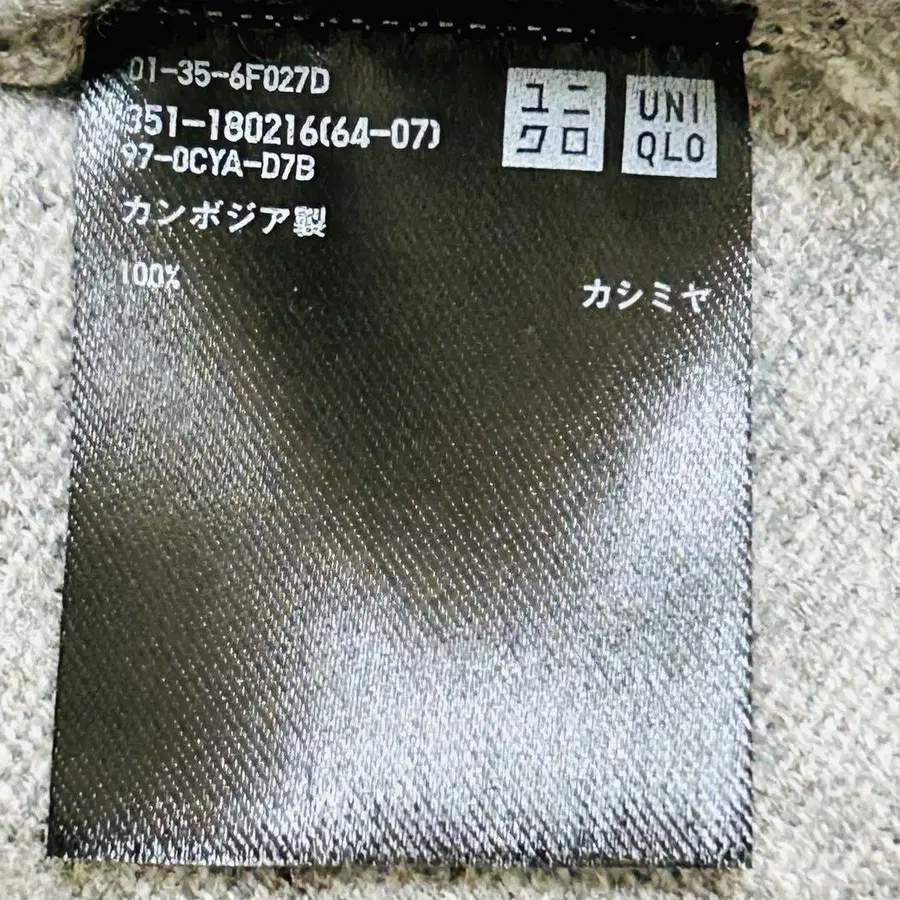 01-35-6F027D
351-180216(64-07)
97-0CYA-D7B
カンボジア製
100% カシミヤ
ユニ
クロ
UNI
QLO